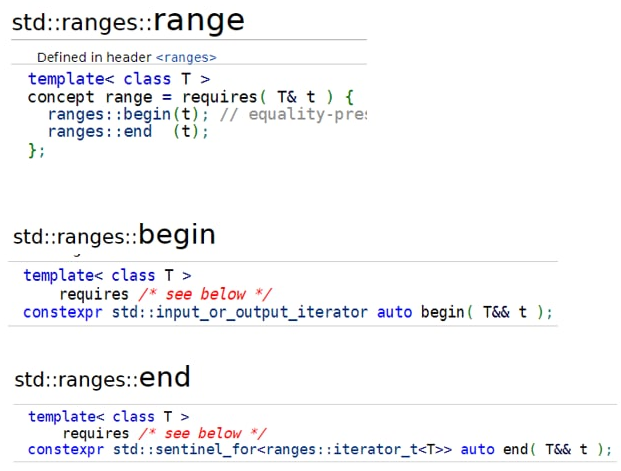 std::ranges::range
Defined in header <ranges>
template< class T >
concept range = requires( T& t ) {
  ranges::begin(t); // equality-pres
  ranges::end  (t);
};
std::ranges::begin
template< class T >
    requires /* see below */
constexpr std::input_or_output_iterator auto begin( T&& t );
std::ranges::end
template< class T >
    requires /* see below */
constexpr std::sentinel_for<ranges::iterator_t<T>> auto end( T&& t );